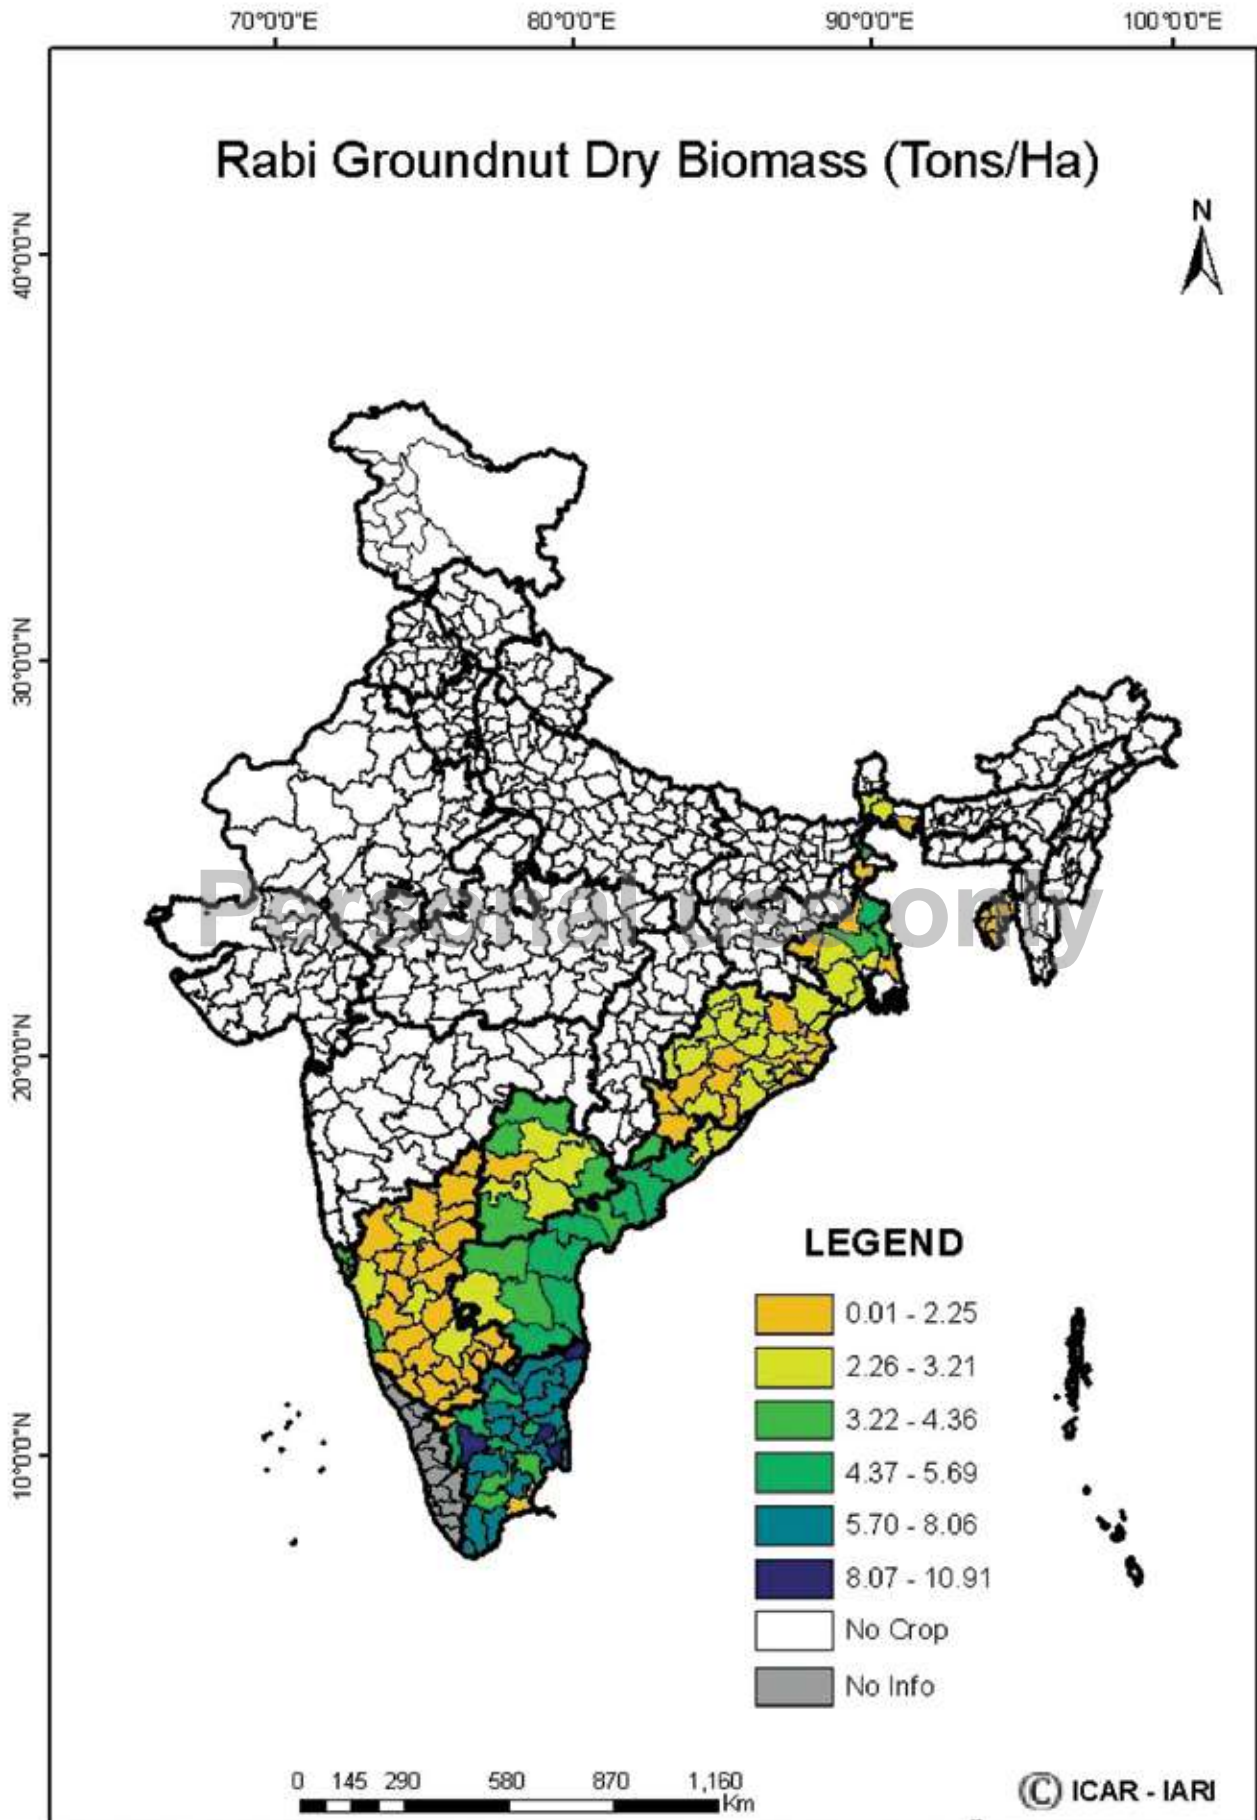 70°0'0"E 80°0'0"E 90°0'0"E 100°0'0"E
Rabi Groundnut Dry Biomass (Tons/Ha)
N
40°0'0"N
30°0'0"N
Personal use only
20°0'0"N
LEGEND
0.01 - 2.25
2.26 - 3.21
3.22 - 4.36
4.37 - 5.69
10°0'0"N
5.70 - 8.06
8.07 - 10.91
No Crop
No Info
0 145 290 580 870 1,160
Km
© ICAR - IARI